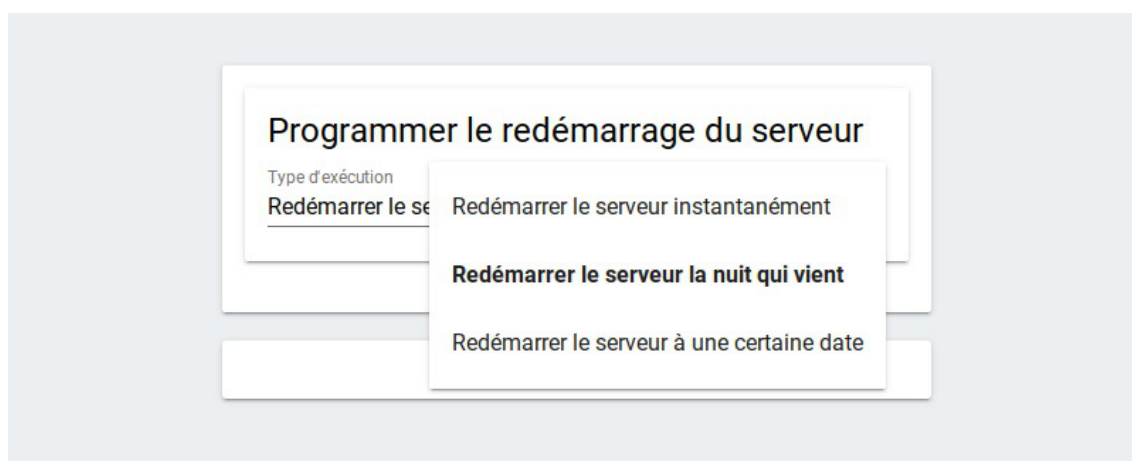 Programmer le redémarrage du serveur
Type d'exécution
Redémarrer le se
Redémarrer le serveur instantanément
Redémarrer le serveur la nuit qui vient
Redémarrer le serveur à une certaine date